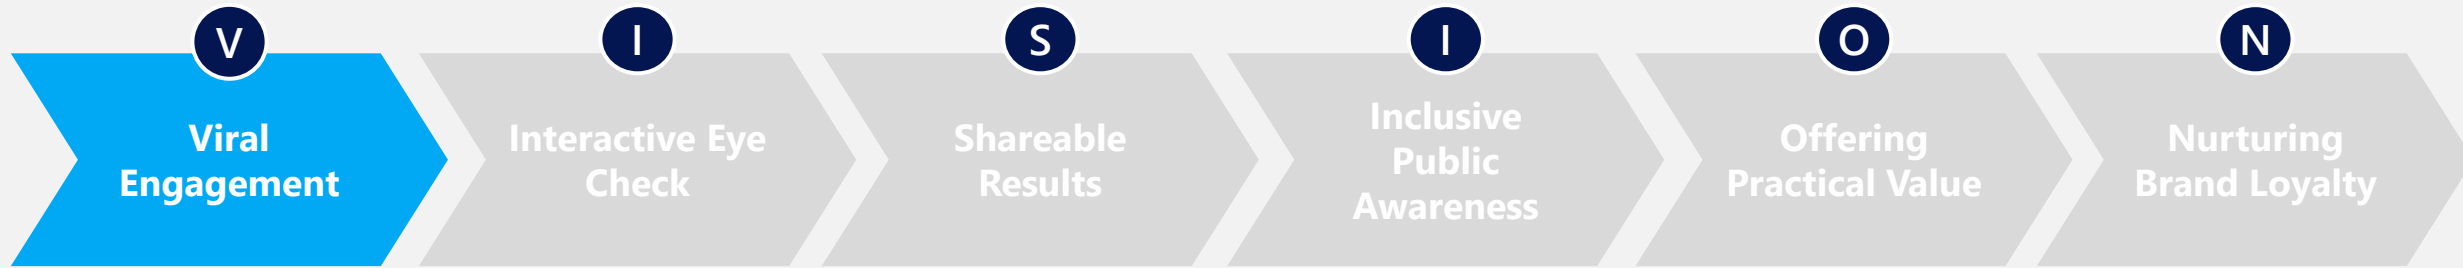 V
Viral
Engagement
I
Interactive Eye
Check
S
Shareable
Results
I
Inclusive
Public
Awareness
O
Offering
Practical Value
N
Nurturing
Brand Loyalty